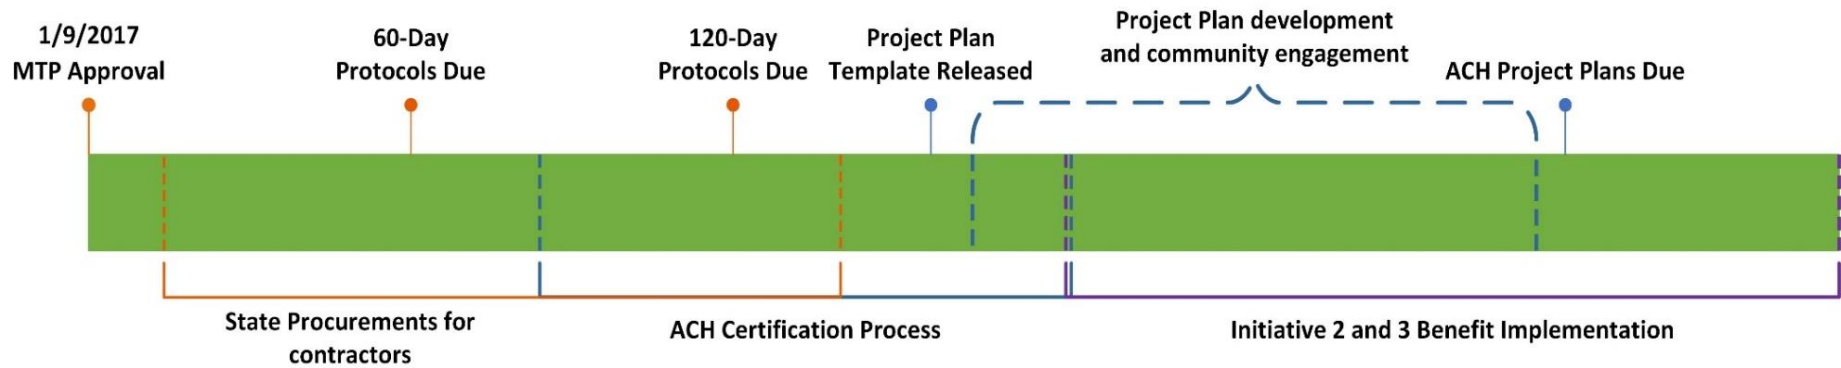 1/9/2017
MTP Approval
60-Day
Protocols Due
120-Day
Protocols Due
Project Plan
Template Released
Project Plan development
and community engagement
ACH Project Plans Due
State Procurements for
contractors
ACH Certification Process
Initiative 2 and 3 Benefit Implementation